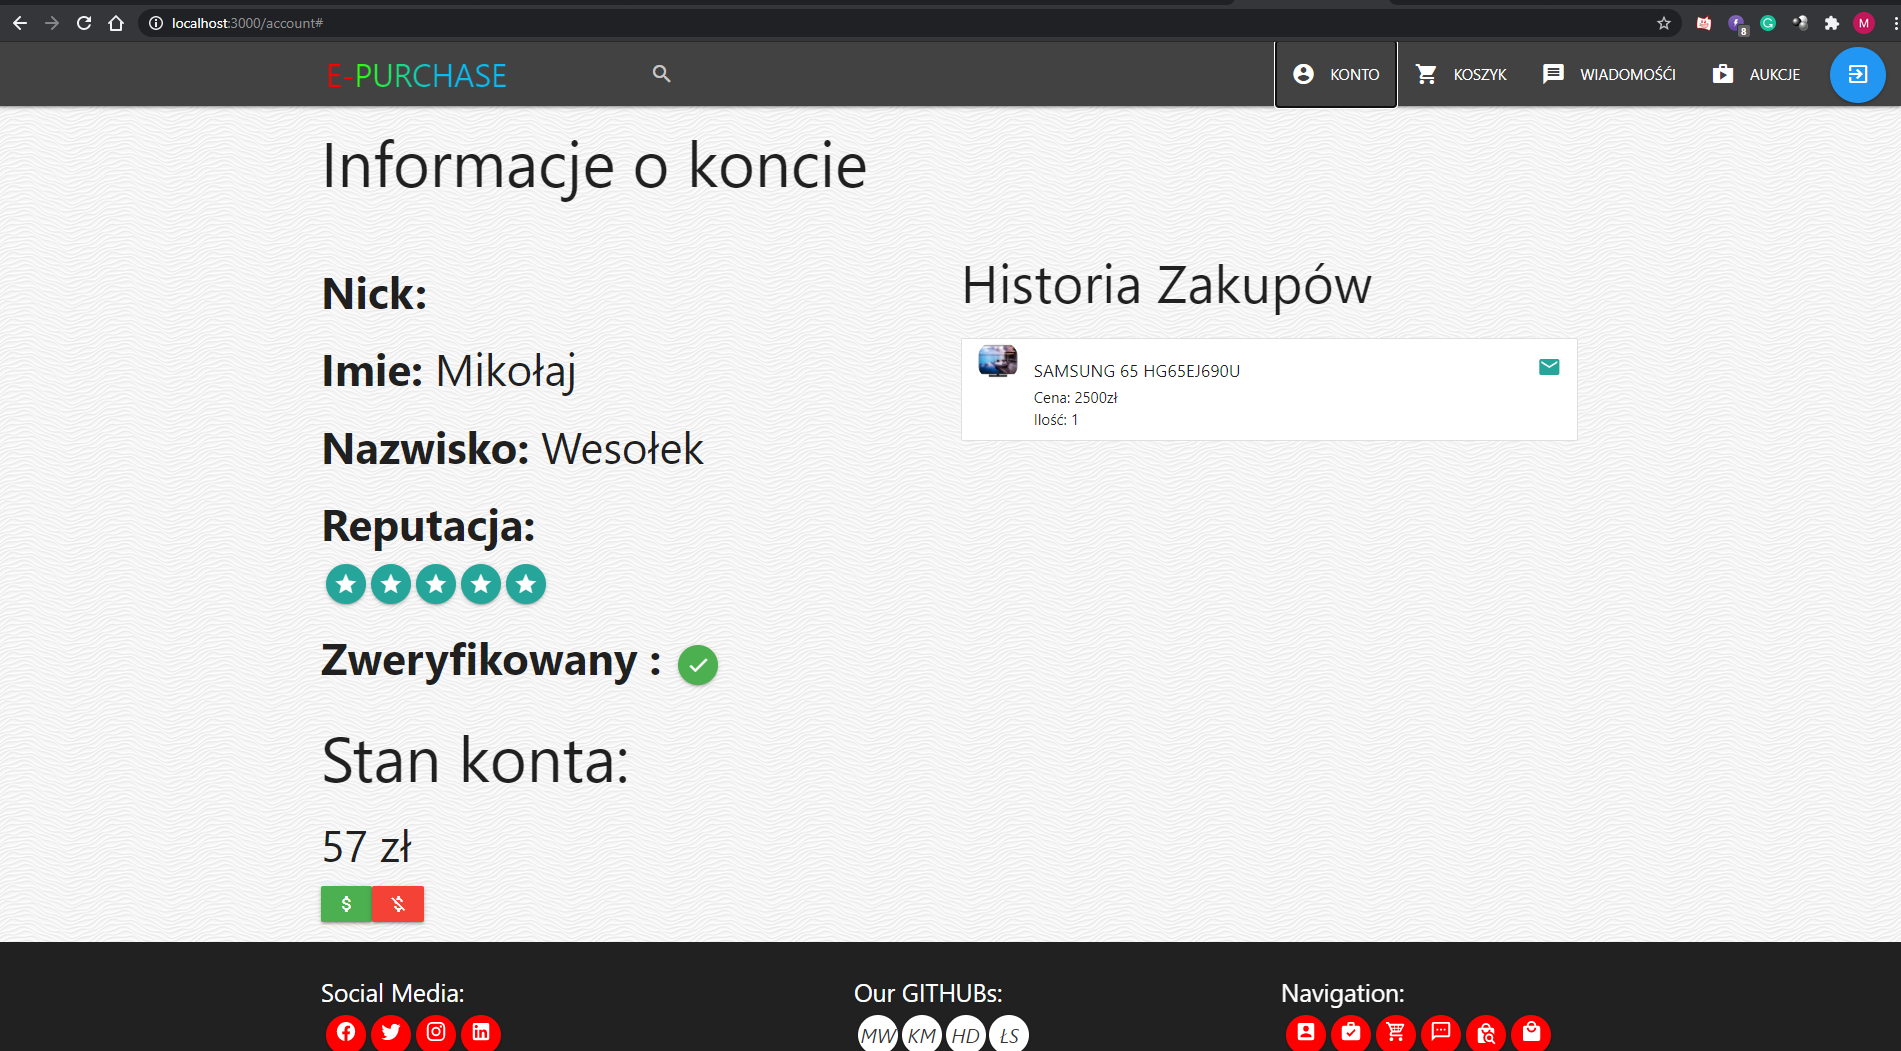 localhost:3000/account#
8
G
M
E-PURCHASE
KONTO
KOSZYK
WIADOMOŚĆI
AUKCJE
Informacje o koncie
Nick:
Imie: Mikołaj
Nazwisko: Wesołek
Reputacja:
Zweryfikowany :
Stan konta:
57 zł
$
Historia Zakupów
SAMSUNG 65 HG65EJ690U
Cena: 2500zł
Ilość: 1
Social Media:
Our GITHUBs:
MW KM HD ŁS
Navigation: